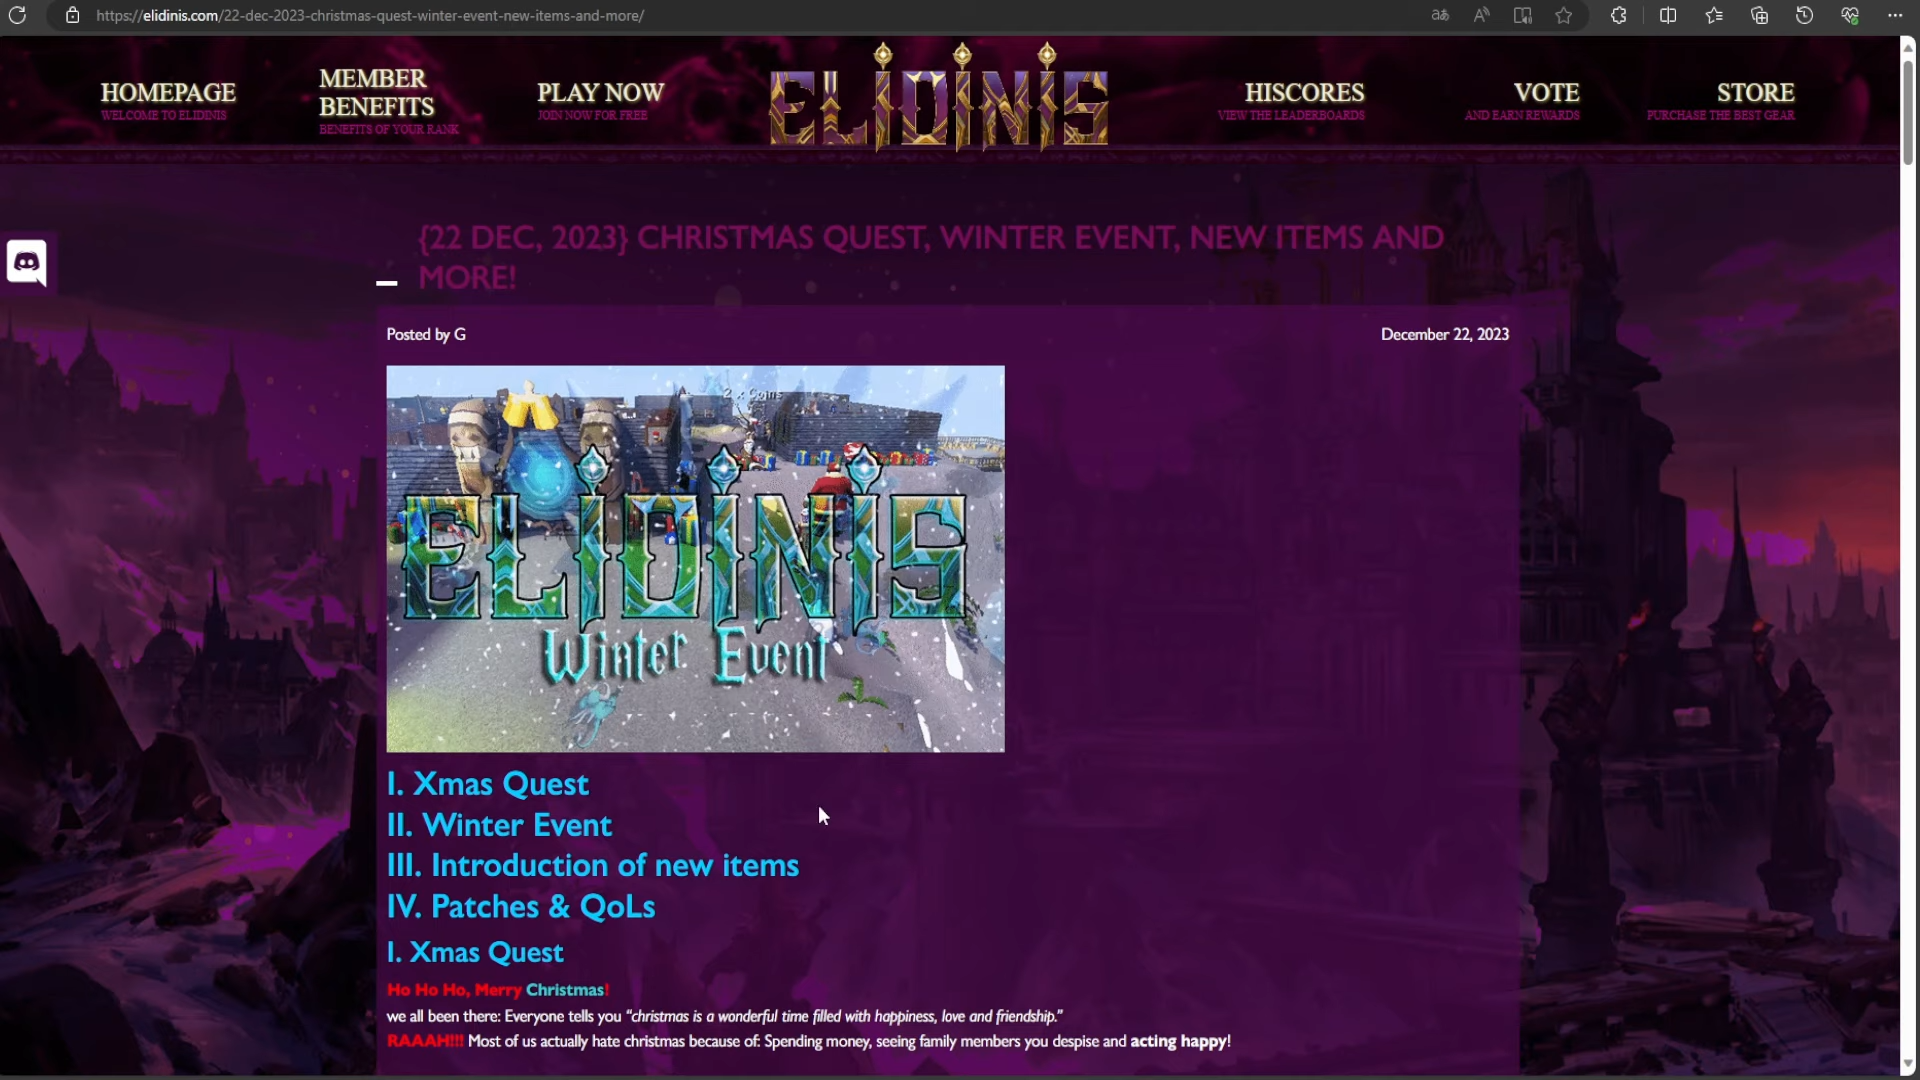 https://elidinis.com/22-dec-2023-christmas-quest-winter-event-new-items-and-more/
HOMEPAGE
WELCOME TO ELIDINIS
MEMBER
BENEFITS
BENEFITS OF YOUR RANK
PLAY NOW
JOIN NOW FOR FREE
ELIDINIS
HISCORES
VIEW THE LEADERBOARDS
VOTE
AND EARN REWARDS
STORE
PURCHASE THE BEST GEAR
{22 DEC, 2023} CHRISTMAS QUEST, WINTER EVENT, NEW ITEMS AND
MORE!
Posted by G
December 22, 2023
2 x Coins
ELIDINIS
Winter Event
I. Xmas Quest
II. Winter Event
III. Introduction of new items
IV. Patches & QoLs
I. Xmas Quest
Ho Ho Ho, Merry Christmas!
we all been there: Everyone tells you "christmas is a wonderful time filled with happiness, love and friendship."
RAAAH!!! Most of us actually hate christmas because of: Spending money, seeing family members you despise and acting happy!